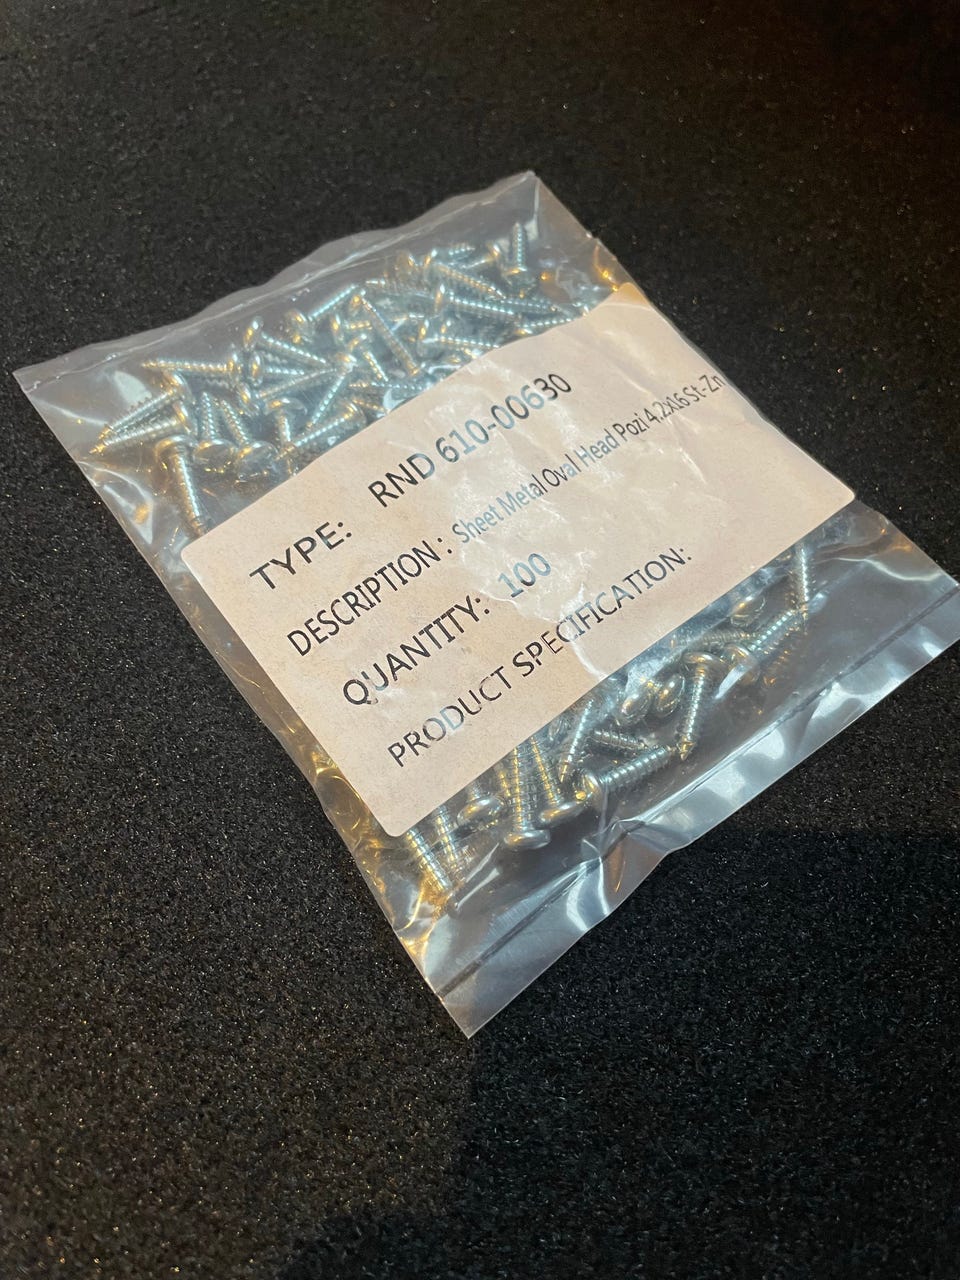 TYPE: RND 610-00630
DESCRIPTION: Sheet Metal Oval Head Pozi 4.2x16 St-Zn
QUANTITY: 100
PRODUCT SPECIFICATION: